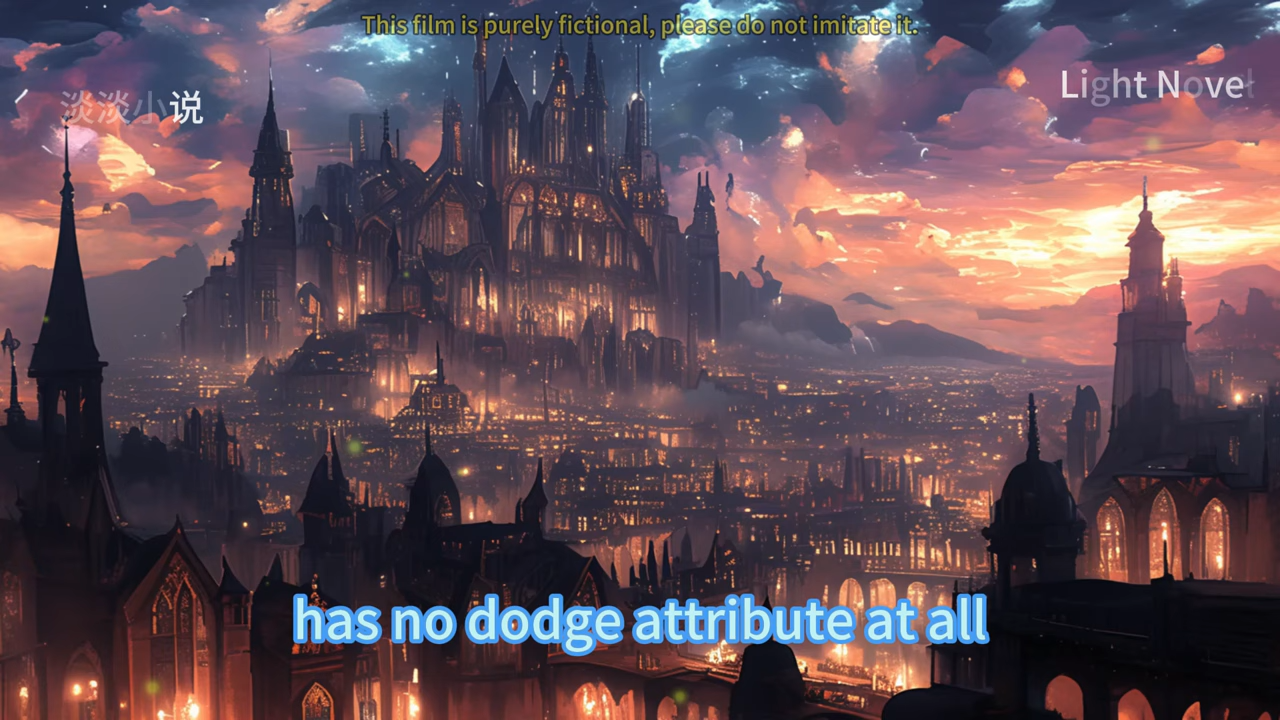 This film is purely fictional, please do not imitate it.
Light Novel
淡淡小说
has no dodge attribute at all